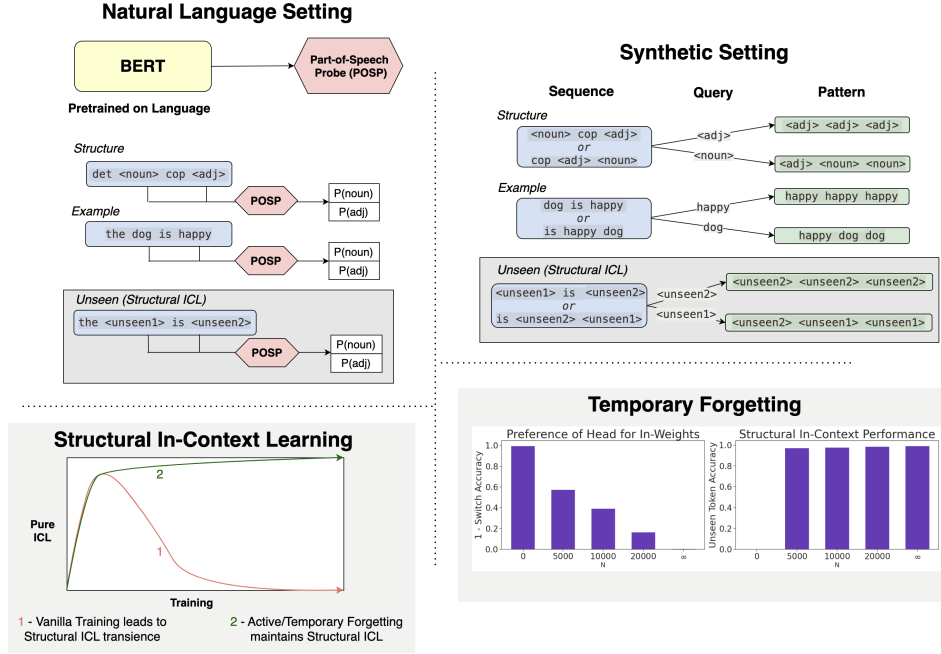 Natural Language Setting
BERT
Part-of-Speech
Probe (POSP)
Pretrained on Language
Structure
det <noun> cop <adj>
POSP
P(noun)
P(adj)
Example
the dog is happy
POSP
P(noun)
P(adj)
Unseen (Structural ICL)
the <unseen1> is <unseen2>
POSP
P(noun)
P(adj)
Synthetic Setting
Sequence
Query
Pattern
Structure
<noun> cop <adj>
or
cop <adj> <noun>
<adj>
<noun>
<adj> <adj> <adj>
<adj> <noun> <noun>
Example
dog is happy
or
is happy dog
happy
dog
happy happy happy
happy dog dog
Unseen (Structural ICL)
<unseen1> is <unseen2>
or
is <unseen2> <unseen1>
<unseen2>
<unseen1>
<unseen2> <unseen2> <unseen2>
<unseen2> <unseen1> <unseen1>
Structural In-Context Learning
Pure
ICL
2
1
Training
1 - Vanilla Training leads to
Structural ICL transience
2 - Active/Temporary Forgetting
maintains Structural ICL
Temporary Forgetting
Preference of Head for In-Weights
1 - Switch Accuracy
1.0
0.8
0.6
0.4
0.2
0.0
0 5000 10000 20000 ∞
N
Structural In-Context Performance
Unseen Token Accuracy
1.0
0.8
0.6
0.4
0.2
0.0
0 5000 10000 20000 ∞
N